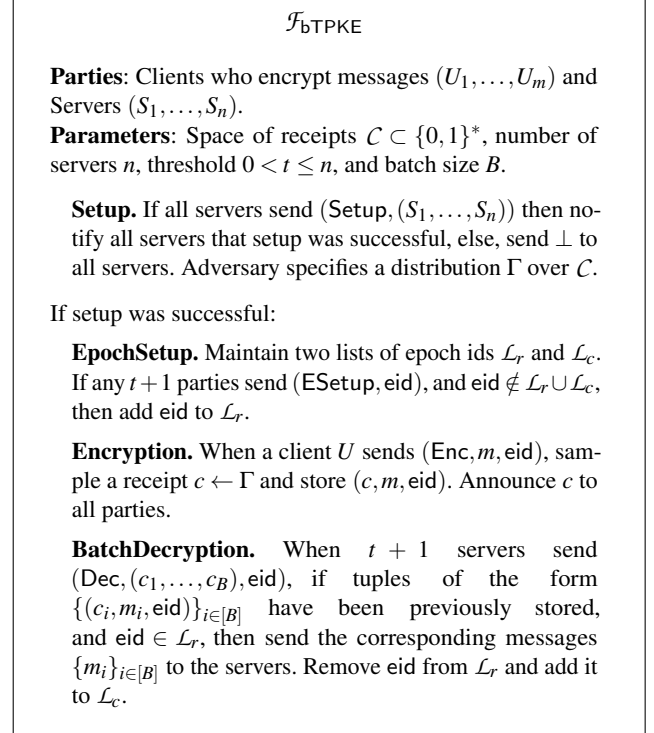 𝓕bTPKE
Parties: Clients who encrypt messages (U₁,...,Uₘ) and
Servers (S₁,...,Sₙ).
Parameters: Space of receipts 𝒞 ⊂ {0,1}*, number of
servers n, threshold 0 < t ≤ n, and batch size B.
Setup. If all servers send (Setup,(S₁,...,Sₙ)) then no-
tify all servers that setup was successful, else, send ⊥ to
all servers. Adversary specifies a distribution Γ over 𝒞.
If setup was successful:
EpochSetup. Maintain two lists of epoch ids ℒᵣ and ℒ_c.
If any t+1 parties send (ESetup,eid), and eid ∉ ℒᵣ ∪ ℒ_c,
then add eid to ℒᵣ.
Encryption. When a client U sends (Enc,m,eid), sam-
ple a receipt c ← Γ and store (c,m,eid). Announce c to
all parties.
BatchDecryption. When t + 1 servers send
(Dec,(c₁,...,c_B),eid), if tuples of the form
{(cᵢ,mᵢ,eid)}ᵢ∈[B] have been previously stored,
and eid ∈ ℒᵣ, then send the corresponding messages
{mᵢ}ᵢ∈[B] to the servers. Remove eid from ℒᵣ and add it
to ℒ_c.